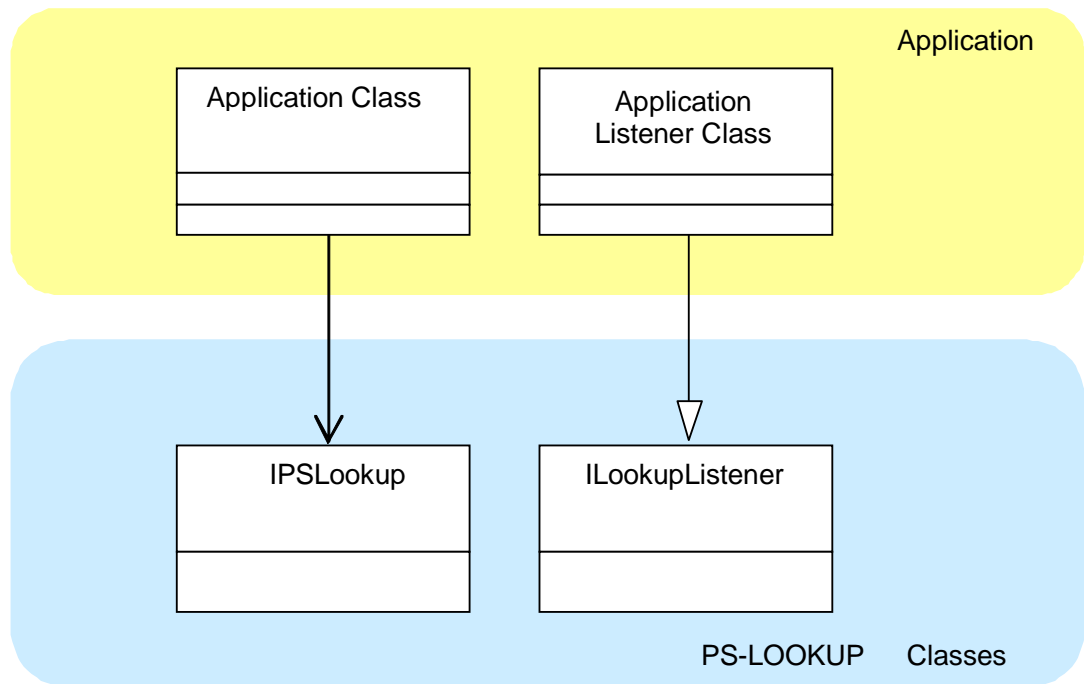 Application
Application Class
Application
Listener Class
IPSLookup
ILookupListener
PS-LOOKUP Classes